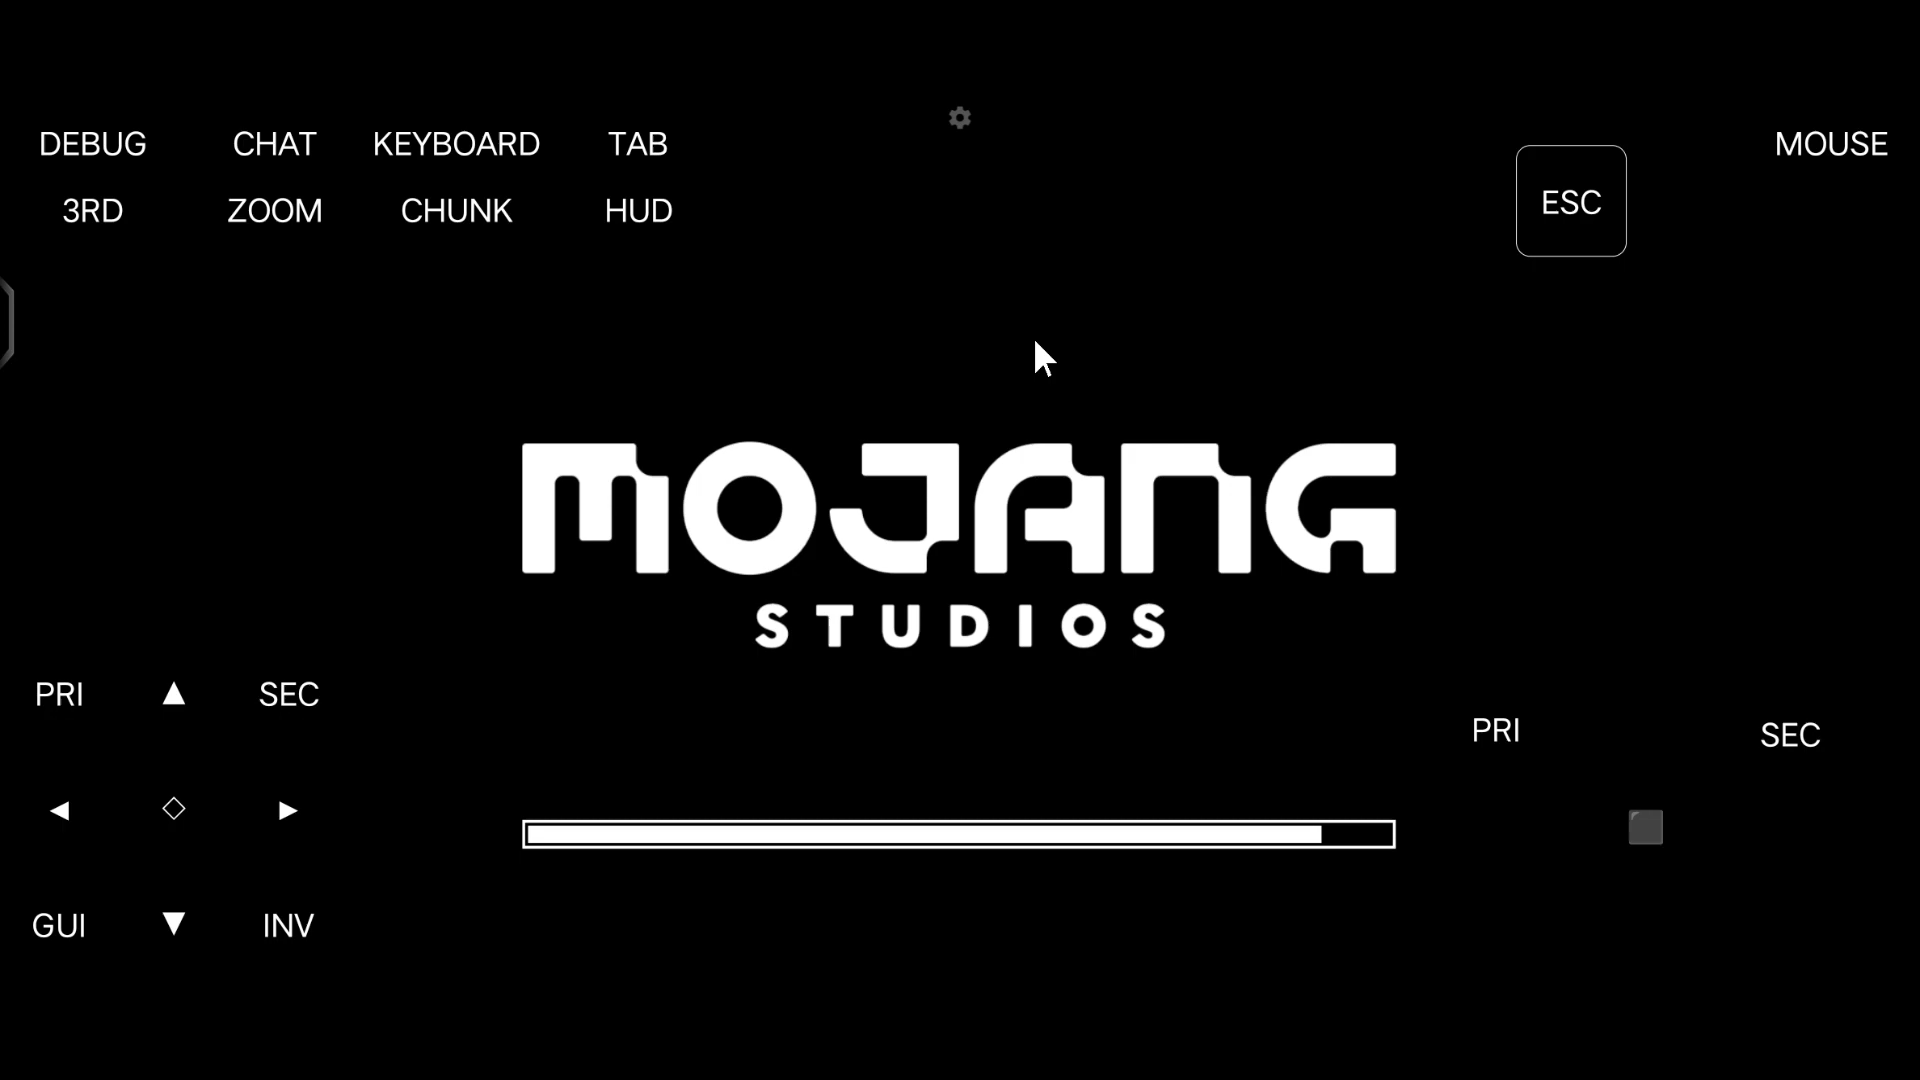 DEBUG CHAT KEYBOARD TAB MOUSE
3RD ZOOM CHUNK HUD ESC
MOJANG
STUDIOS
PRI ▲ SEC PRI SEC
◀ ◇ ▶
GUI ▼ INV